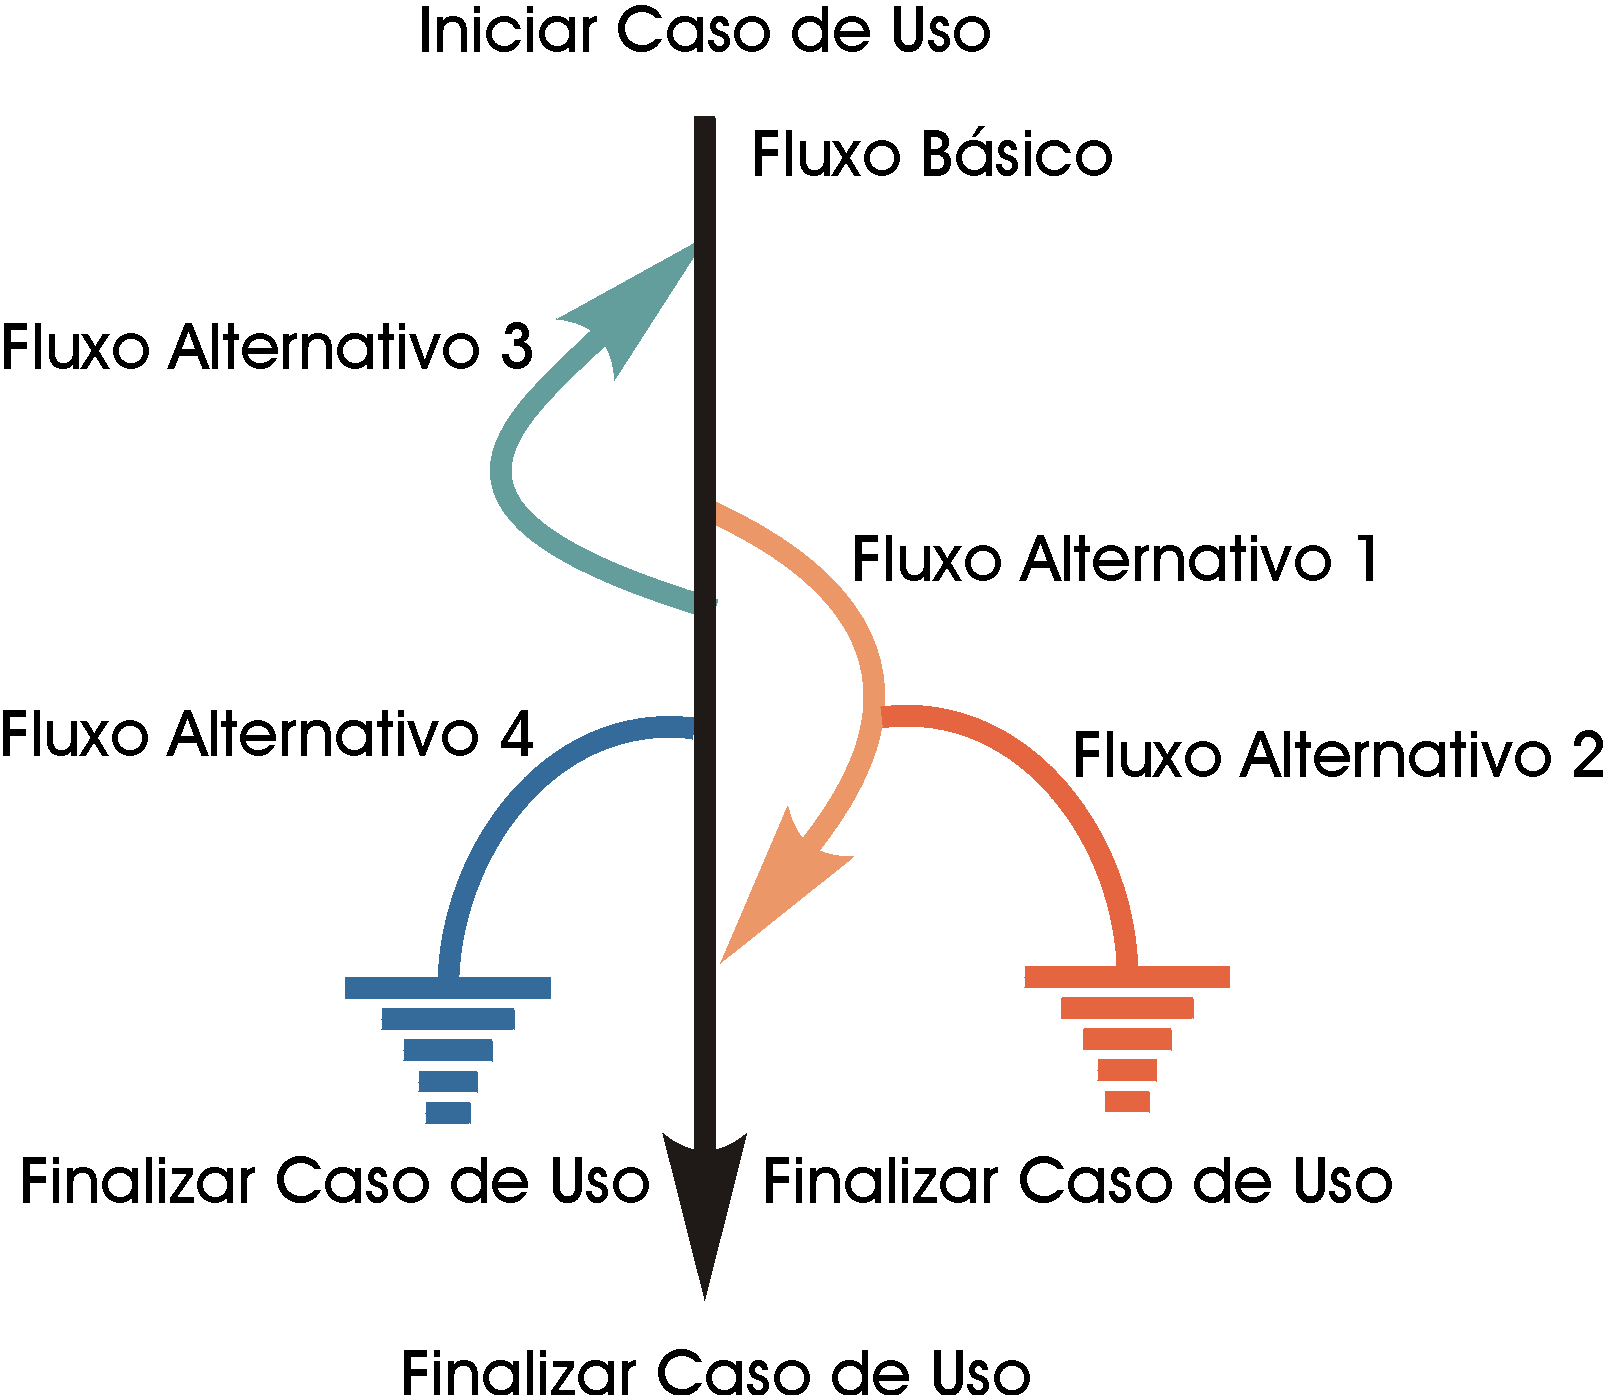 Iniciar Caso de Uso
Fluxo Básico
Fluxo Alternativo 3
Fluxo Alternativo 1
Fluxo Alternativo 4
Fluxo Alternativo 2
Finalizar Caso de Uso
Finalizar Caso de Uso
Finalizar Caso de Uso